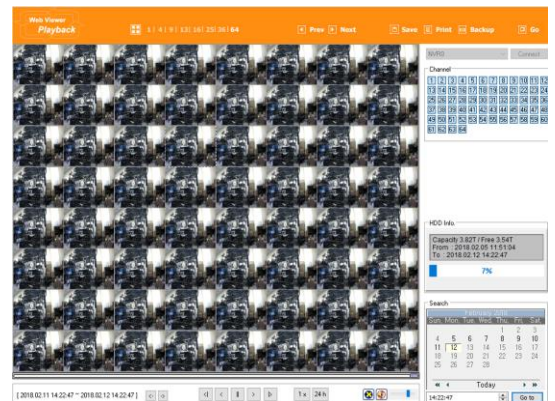 Web Viewer
Playback
1 | 4 | 9 | 13 | 16 | 25 | 36 | 64
Prev Next
Save Print Backup
Go
NVRS Connect
Channel
1 2 3 4 5 6 7 8 9 10 11 12
13 14 15 16 17 18 19 20 21 22 23 24
25 26 27 28 29 30 31 32 33 34 35 36
37 38 39 40 41 42 43 44 45 46 47 48
49 50 51 52 53 54 55 56 57 58 59 60
61 62 63 64
HDD Info.
Capacity 3.82T / Free 3.54T
From : 2018.02.05 11:51:04
To : 2018.02.12 14:22:47
7%
Search
February 2018
Sun. Mon. Tue. Wed. Thu. Fri. Sat.
1 2 3
4 5 6 7 8 9 10
11 12 13 14 15 16 17
18 19 20 21 22 23 24
25 26 27 28
Today
14:22:47 Go to
[ 2018.02.11 14:22:47 ~ 2018.02.12 14:22:47 ]
1 x 24 h